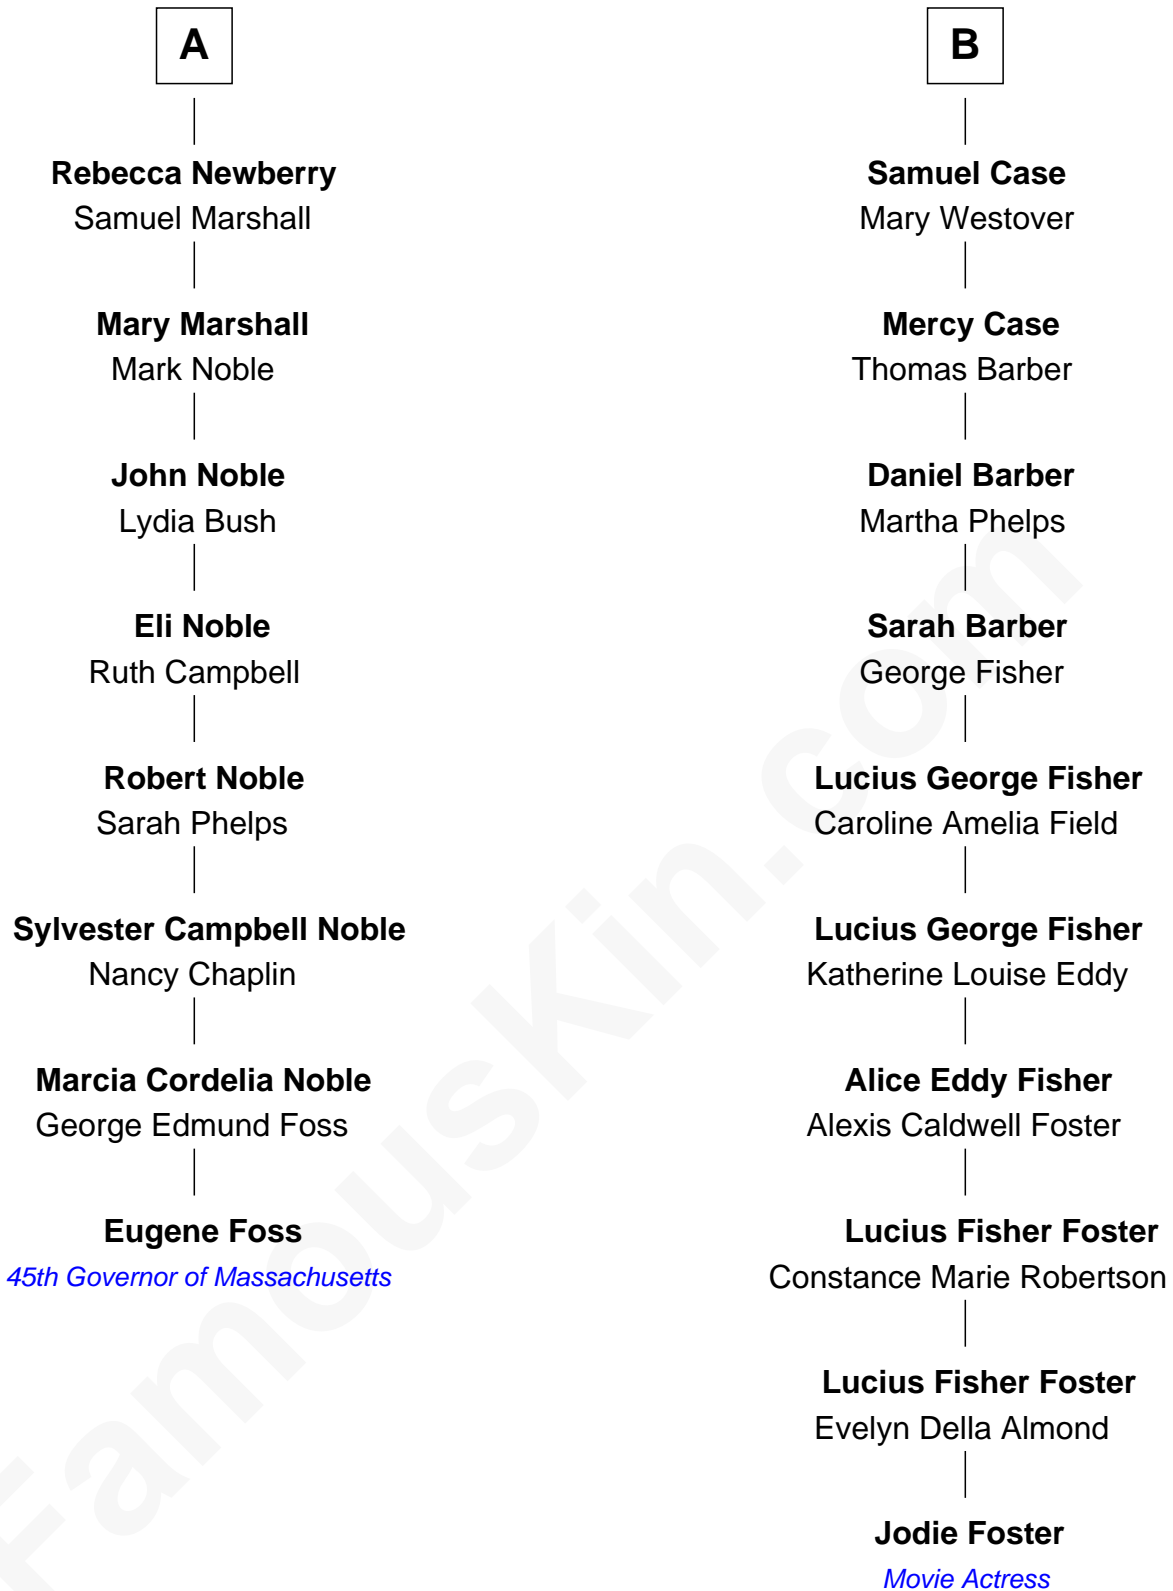 A
Rebecca Newberry
Samuel Marshall
Mary Marshall
Mark Noble
John Noble
Lydia Bush
Eli Noble
Ruth Campbell
Robert Noble
Sarah Phelps
Sylvester Campbell Noble
Nancy Chaplin
Marcia Cordelia Noble
George Edmund Foss
Eugene Foss
45th Governor of Massachusetts
B
Samuel Case
Mary Westover
Mercy Case
Thomas Barber
Daniel Barber
Martha Phelps
Sarah Barber
George Fisher
Lucius George Fisher
Caroline Amelia Field
Lucius George Fisher
Katherine Louise Eddy
Alice Eddy Fisher
Alexis Caldwell Foster
Lucius Fisher Foster
Constance Marie Robertson
Lucius Fisher Foster
Evelyn Della Almond
Jodie Foster
Movie Actress
FamousKin.com